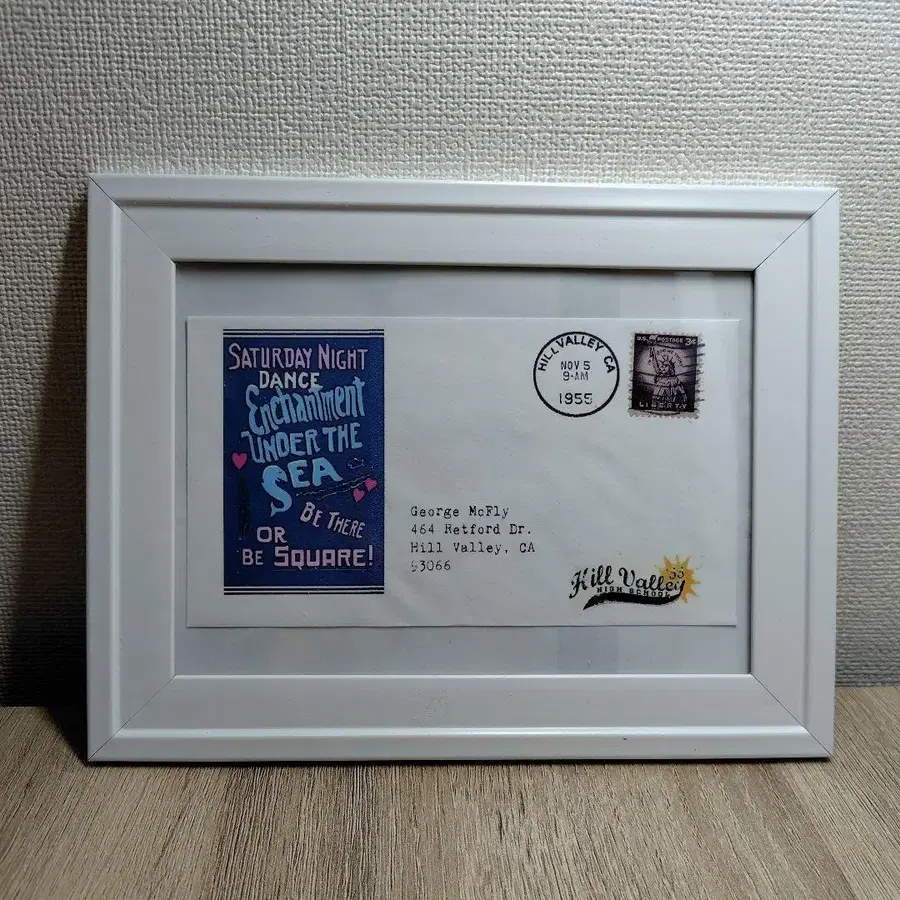 SATURDAY NIGHT
DANCE
Enchantment
UNDER THE
SEA
BE THERE
OR
BE SQUARE!
HILL VALLEY CA
NOV 5
9-AM
1955
U.S. POSTAGE 3¢
LIBERTY
George McFly
464 Retford Dr.
Hill Valley, CA
93066
Hill Valley
55
HIGH SCHOOL